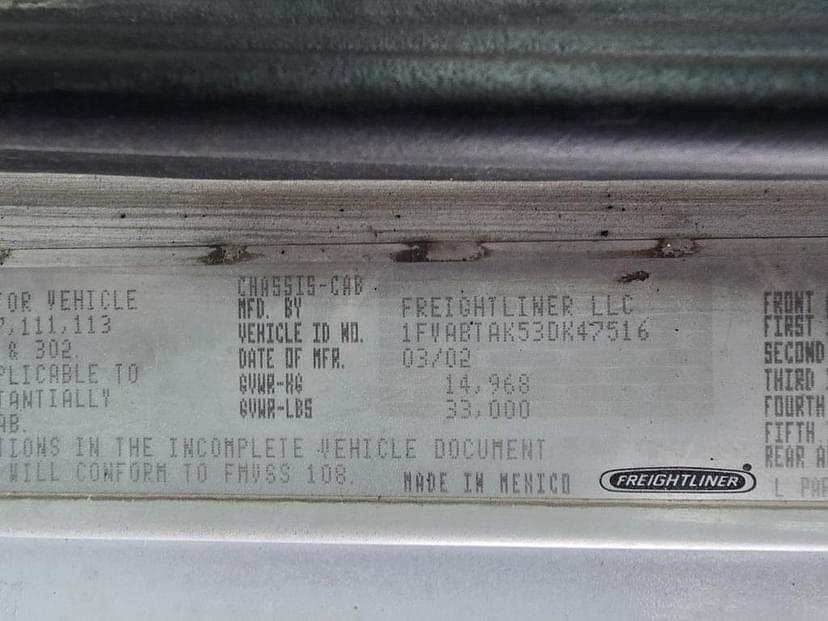 FOR VEHICLE
7,111,113
& 302.
PLICABLE TO
TANTIALLY
AB.
TIONS IN THE INCOMPLETE VEHICLE DOCUMENT
WILL CONFORM TO FMVSS 108.
CHASSIS-CAB
MFD. BY FREIGHTLINER LLC
VEHICLE ID NO. 1FVABTAK53DK47516
DATE OF MFR. 03/02
GVWR-KG 14,968
GVWR-LBS 33,000
MADE IN MEXICO
FREIGHTLINER
FRONT
FIRST
SECOND
THIRD
FOURTH
FIFTH
REAR A
L PAR